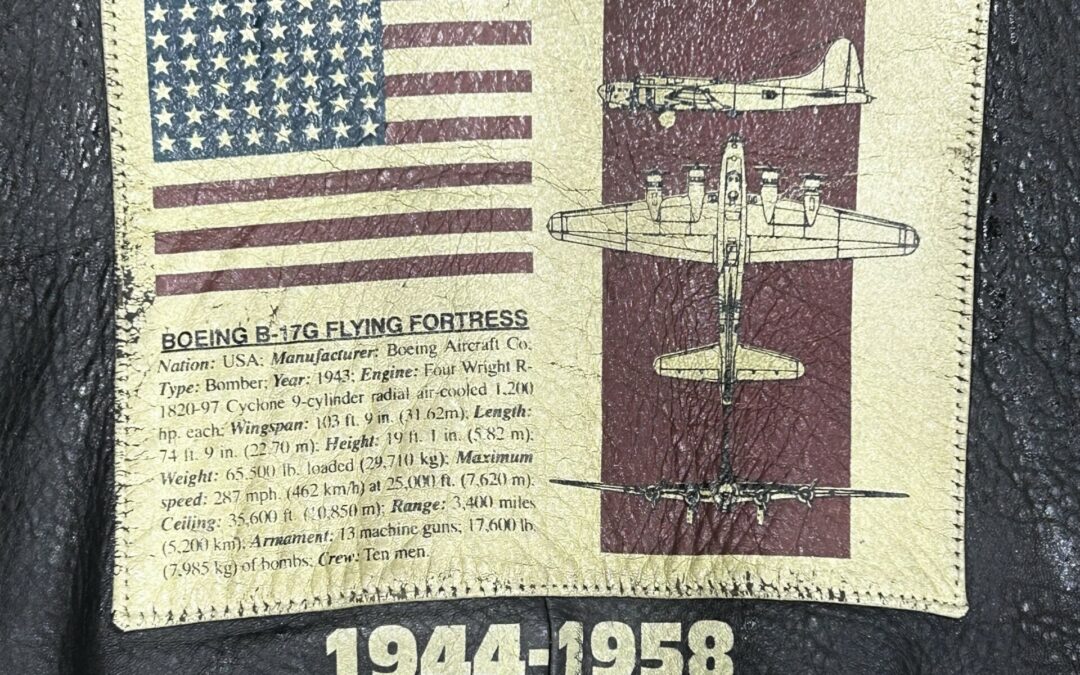 BOEING B-17G FLYING FORTRESS
Nation: USA; Manufacturer: Boeing Aircraft Co.
Type: Bomber; Year: 1943; Engine: Four Wright R-
1820-97 Cyclone 9-cylinder radial air-cooled 1,200
hp. each; Wingspan: 103 ft. 9 in. (31.62m); Length:
74 ft. 9 in. (22.70 m); Height: 19 ft. 1 in. (5.82 m);
Weight: 65,500 lb. loaded (29,710 kg); Maximum
speed: 287 mph. (462 km/h) at 25,000 ft. (7,620 m);
Ceiling: 35,600 ft. (10,850 m); Range: 3,400 miles
(5,200 km); Armament: 13 machine guns; 17,600 lb.
(7,985 kg) of bombs; Crew: Ten men.
1944-1958